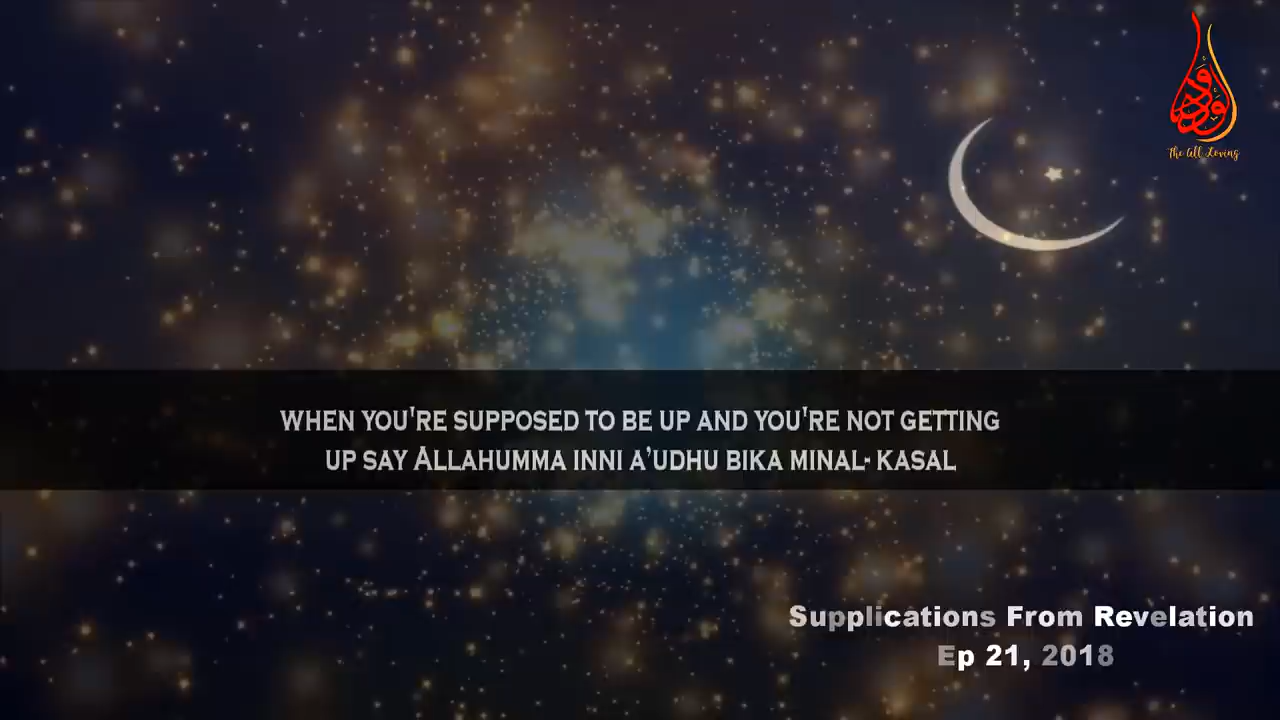 الودود
The All Loving
WHEN YOU'RE SUPPOSED TO BE UP AND YOU'RE NOT GETTING
UP SAY ALLAHUMMA INNI A'UDHU BIKA MINAL- KASAL
Supplications From Revelation
Ep 21, 2018